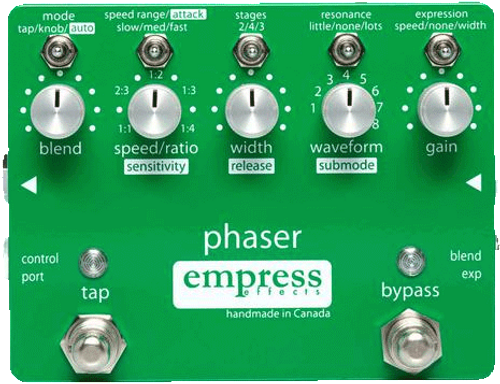 mode
tap/knob/auto
speed range/attack
slow/med/fast
stages
2/4/3
resonance
little/none/lots
expression
speed/none/width
1:1
2:3
1:2
1:3
1:4
1
2
3
4
5
6
7
8
blend
speed/ratio
width
waveform
gain
sensitivity
release
submode
phaser
control
port
blend
exp
tap
empress
effects
bypass
handmade in Canada